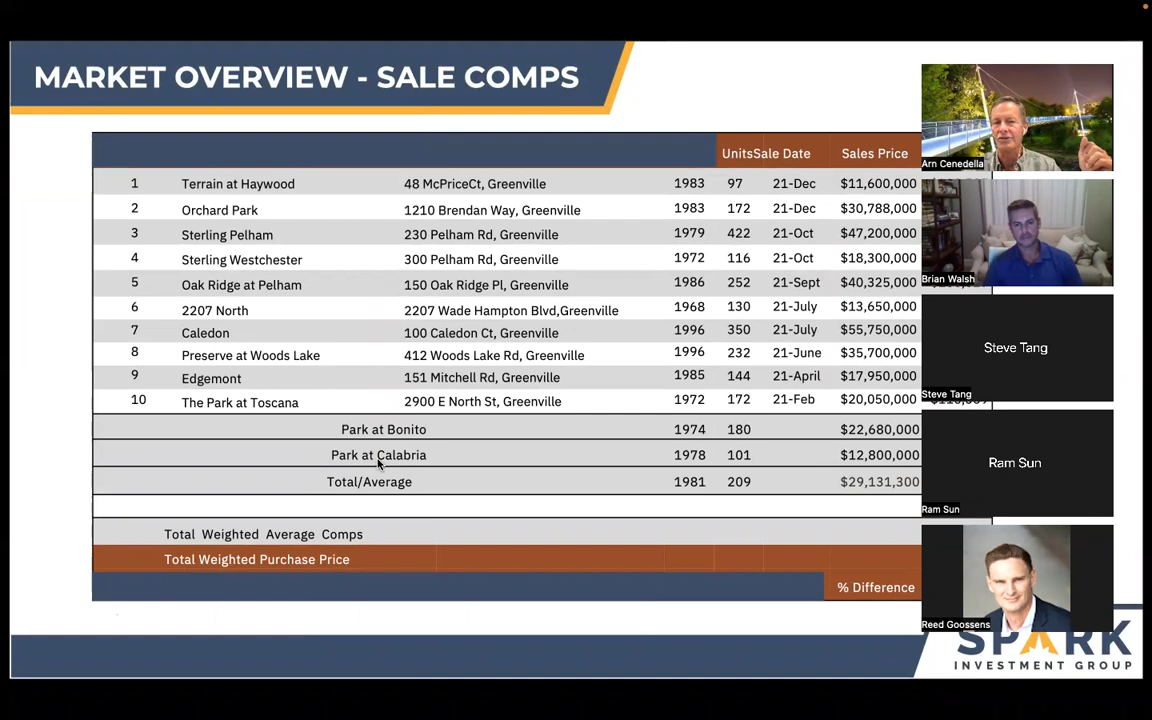 MARKET OVERVIEW - SALE COMPS
Units Sale Date Sales Price
1 Terrain at Haywood 48 McPriceCt, Greenville 1983 97 21-Dec $11,600,000
2 Orchard Park 1210 Brendan Way, Greenville 1983 172 21-Dec $30,788,000
3 Sterling Pelham 230 Pelham Rd, Greenville 1979 422 21-Oct $47,200,000
4 Sterling Westchester 300 Pelham Rd, Greenville 1972 116 21-Oct $18,300,000
5 Oak Ridge at Pelham 150 Oak Ridge Pl, Greenville 1986 252 21-Sept $40,325,000
6 2207 North 2207 Wade Hampton Blvd,Greenville 1968 130 21-July $13,650,000
7 Caledon 100 Caledon Ct, Greenville 1996 350 21-July $55,750,000
8 Preserve at Woods Lake 412 Woods Lake Rd, Greenville 1996 232 21-June $35,700,000
9 Edgemont 151 Mitchell Rd, Greenville 1985 144 21-April $17,950,000
10 The Park at Toscana 2900 E North St, Greenville 1972 172 21-Feb $20,050,000
Park at Bonito 1974 180 $22,680,000
Park at Calabria 1978 101 $12,800,000
Total/Average 1981 209 $29,131,300
Total Weighted Average Comps
Total Weighted Purchase Price
% Difference
Arn Cenedella
Brian Walsh
Steve Tang
Steve Tang
Ram Sun
Ram Sun
Reed Goossens
SPARK
INVESTMENT GROUP